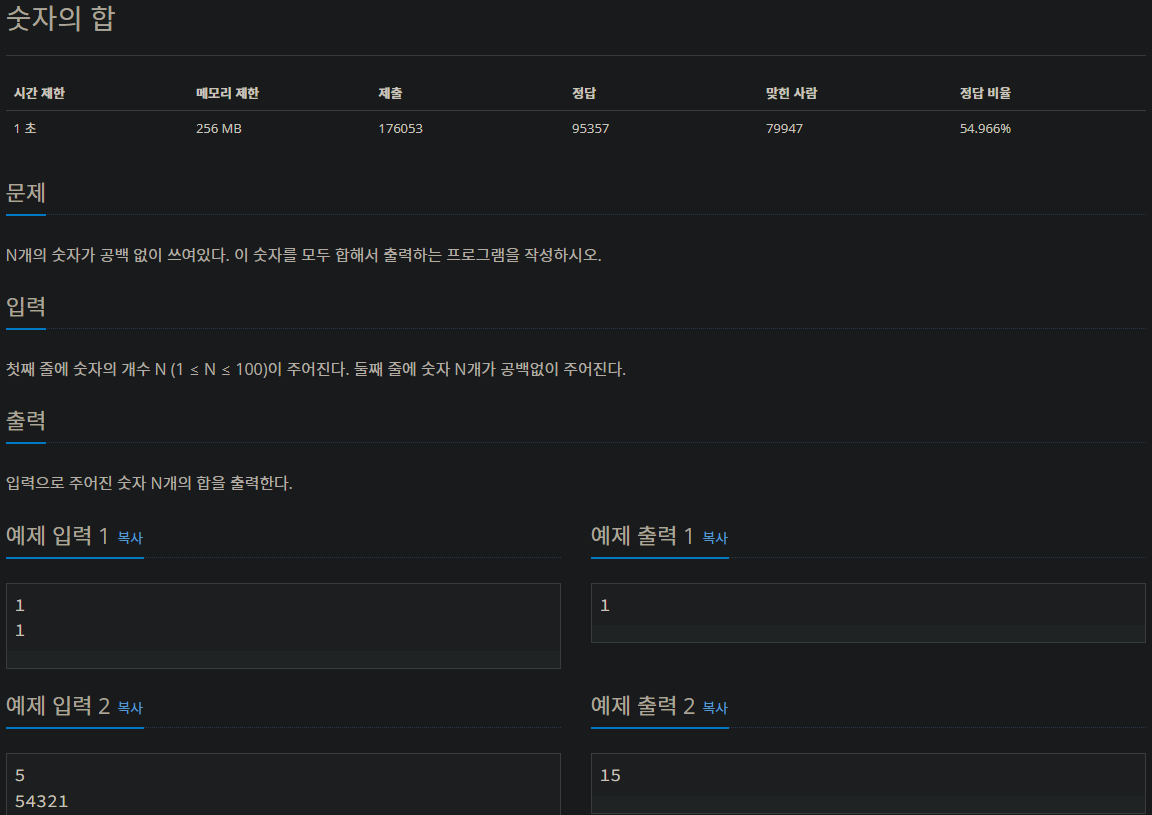 숫자의 합
시간 제한 메모리 제한 제출 정답 맞힌 사람 정답 비율
1 초 256 MB 176053 95357 79947 54.966%
문제
N개의 숫자가 공백 없이 쓰여있다. 이 숫자를 모두 합해서 출력하는 프로그램을 작성하시오.
입력
첫째 줄에 숫자의 개수 N (1 ≤ N ≤ 100)이 주어진다. 둘째 줄에 숫자 N개가 공백없이 주어진다.
출력
입력으로 주어진 숫자 N개의 합을 출력한다.
예제 입력 1 복사
1
1
예제 출력 1 복사
1
예제 입력 2 복사
5
54321
예제 출력 2 복사
15